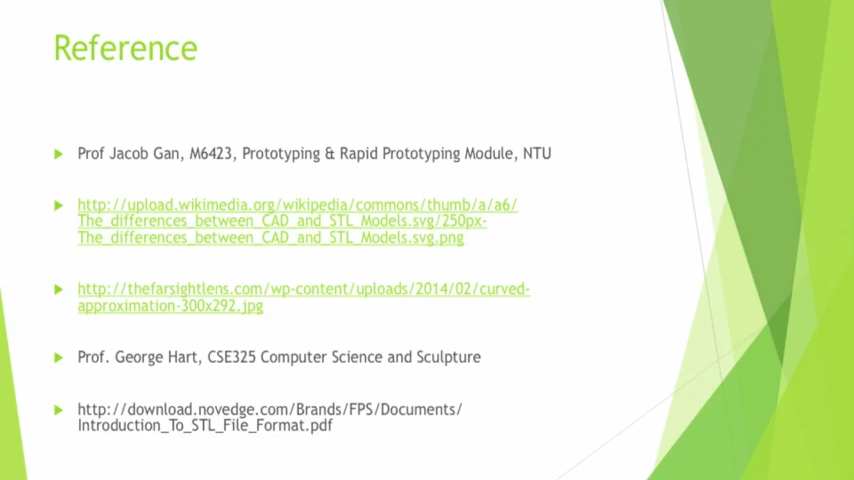 Reference
Prof Jacob Gan, M6423, Prototyping & Rapid Prototyping Module, NTU
http://upload.wikimedia.org/wikipedia/commons/thumb/a/a6/
The_differences_between_CAD_and_STL_Models.svg/250px-
The_differences_between_CAD_and_STL_Models.svg.png
http://thefarsightlens.com/wp-content/uploads/2014/02/curved-
approximation-300x292.jpg
Prof. George Hart, CSE325 Computer Science and Sculpture
http://download.novedge.com/Brands/FPS/Documents/
Introduction_To_STL_File_Format.pdf